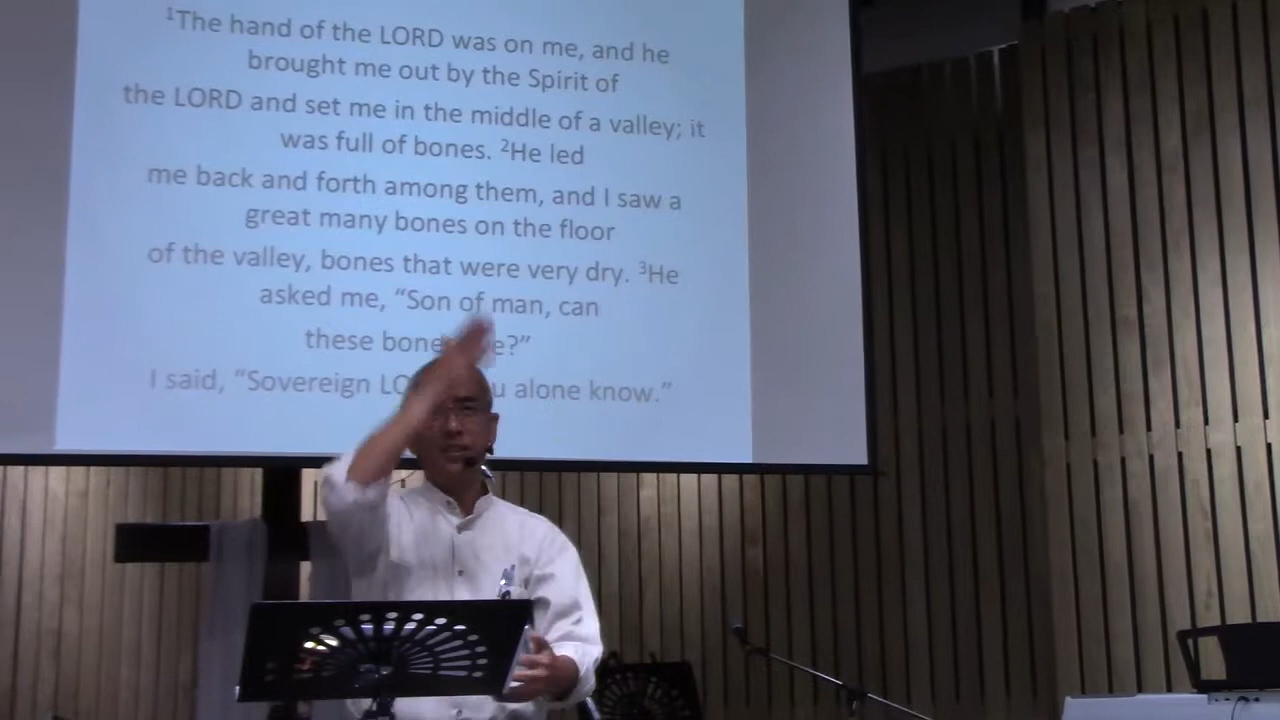 ¹The hand of the LORD was on me, and he
brought me out by the Spirit of
the LORD and set me in the middle of a valley; it
was full of bones. ²He led
me back and forth among them, and I saw a
great many bones on the floor
of the valley, bones that were very dry. ³He
asked me, “Son of man, can
these
I said, “Sovereign alone know.”